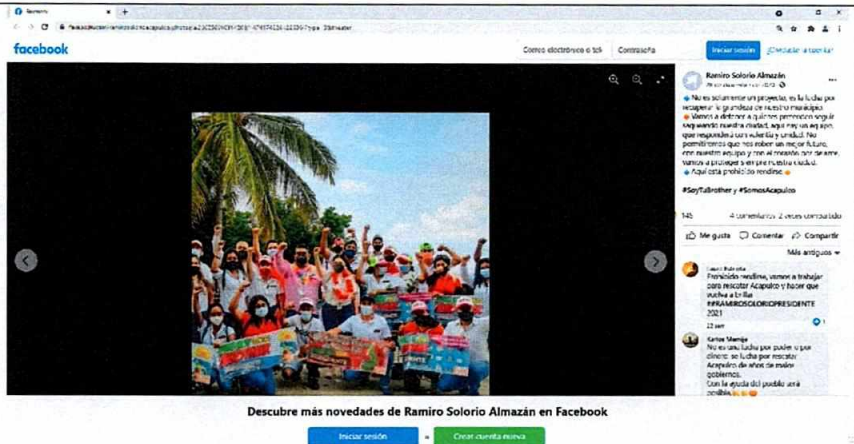 facebook
Correo electrónico o tel
Contraseña
Iniciar sesión
¿Olvidaste la cuenta?
Ramiro Solorio Almazán
No es solamente un proyecto, es la lucha por
recuperar la grandeza de nuestro municipio.
Vamos a detener a quienes pretenden seguir
saqueando nuestra ciudad, aquí hay un equipo
que responderá con valentía y unidad. No
permitiremos que nos roben un mejor futuro,
con nuestro equipo y con el corazón por delante,
vamos a proteger siempre nuestra ciudad.
Aquí está prohibido rendirse
#SoyTuBrother y #SomosAcapulco
145
4 comentarios 2 veces compartido
Me gusta Comentar Compartir
Más antiguos
Prohibido rendirse, vamos a trabajar
para rescatar Acapulco y hacer que
vuelva a brillar
#RAMIROSOLORIOPRESIDENTE
2021
1
Karlos Mamija
No es una lucha por poder o por
dinero, se lucha por rescatar
Acapulco de años de malos
gobiernos.
Con la ayuda del pueblo será
posible
Descubre más novedades de Ramiro Solorio Almazán en Facebook
Iniciar sesión
o
Crear cuenta nueva